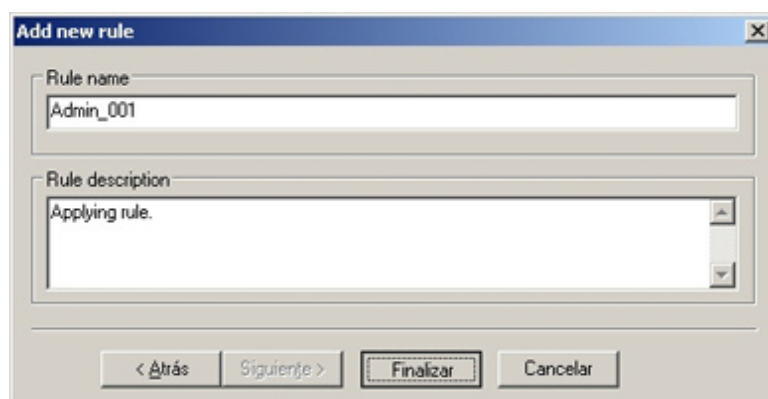 Add new rule
Rule name
Admin_001
Rule description
Applying rule.
< Atrás Siguiente > Finalizar Cancelar